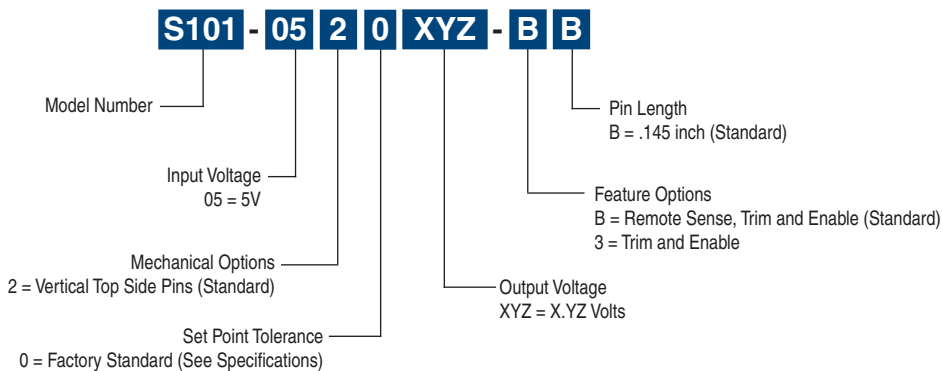 S101 - 05 2 0 XYZ - B B
Model Number
Pin Length
B = .145 inch (Standard)
Input Voltage
05 = 5V
Feature Options
B = Remote Sense, Trim and Enable (Standard)
3 = Trim and Enable
Mechanical Options
2 = Vertical Top Side Pins (Standard)
Output Voltage
XYZ = X.YZ Volts
Set Point Tolerance
0 = Factory Standard (See Specifications)